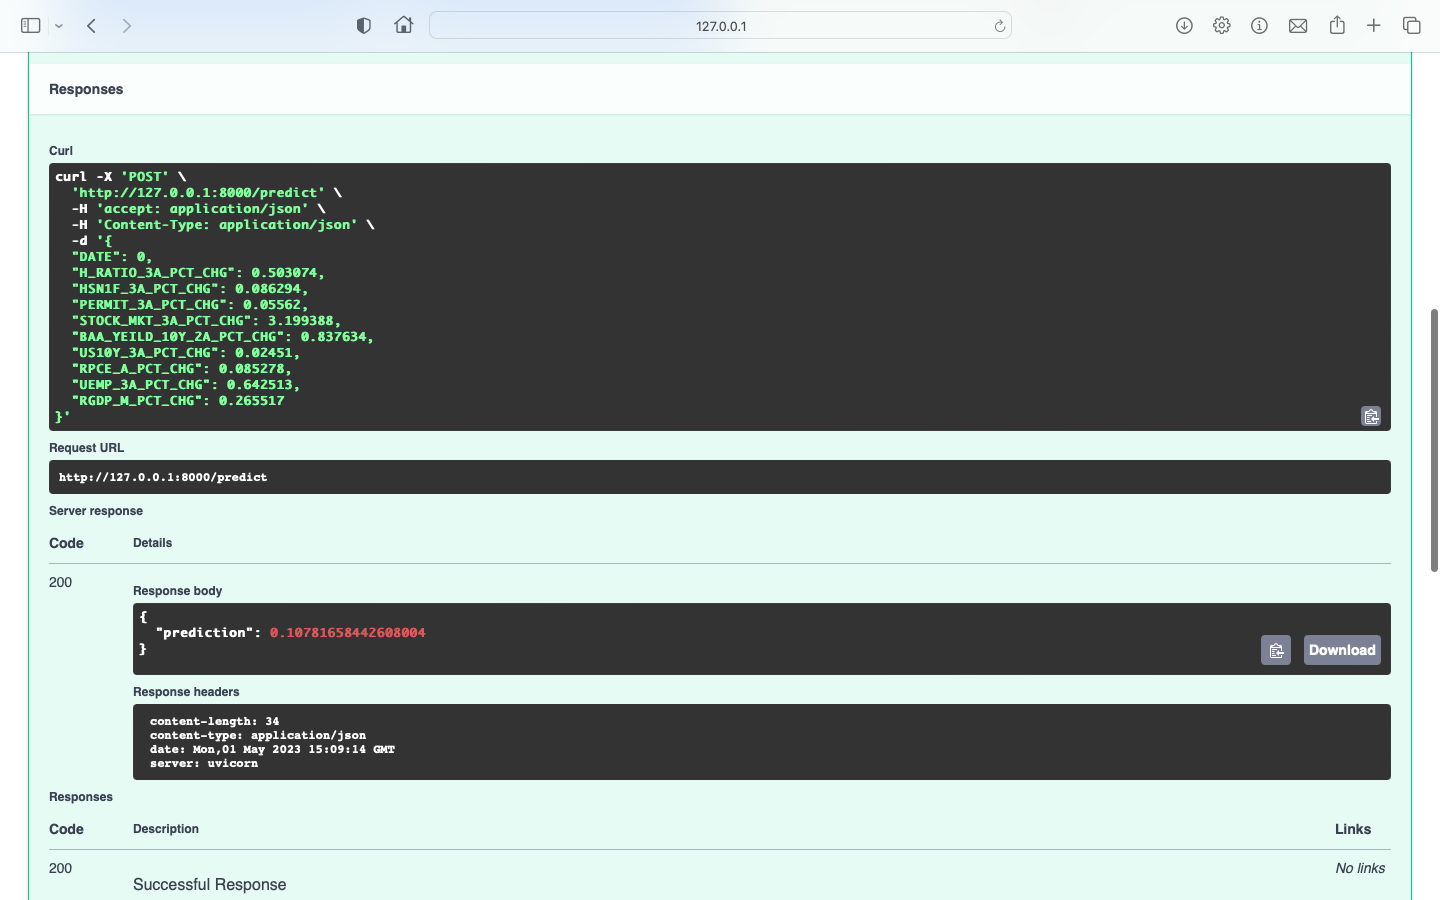 127.0.0.1
Responses
Curl
curl -X 'POST' \
'http://127.0.0.1:8000/predict' \
-H 'accept: application/json' \
-H 'Content-Type: application/json' \
-d '{
"DATE": 0,
"H_RATIO_3A_PCT_CHG": 0.503074,
"HSN1F_3A_PCT_CHG": 0.086294,
"PERMIT_3A_PCT_CHG": 0.05562,
"STOCK_MKT_3A_PCT_CHG": 3.199388,
"BAA_YEILD_10Y_2A_PCT_CHG": 0.837634,
"US10Y_3A_PCT_CHG": 0.02451,
"RPCE_A_PCT_CHG": 0.085278,
"UEMP_3A_PCT_CHG": 0.642513,
"RGDP_M_PCT_CHG": 0.265517
}'
Request URL
http://127.0.0.1:8000/predict
Server response
Code Details
200
Response body
{
"prediction": 0.10781658442608004
}
Download
Response headers
content-length: 34
content-type: application/json
date: Mon,01 May 2023 15:09:14 GMT
server: uvicorn
Responses
Code Description Links
200 No links
Successful Response